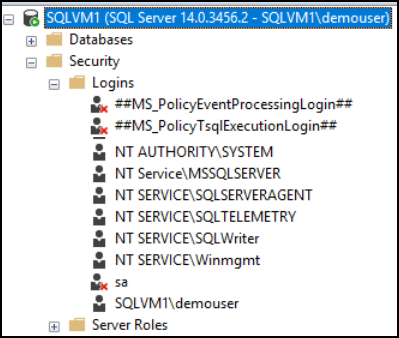 SQLVM1 (SQL Server 14.0.3456.2 - SQLVM1\demouser)
Databases
Security
Logins
##MS_PolicyEventProcessingLogin##
##MS_PolicyTsqlExecutionLogin##
NT AUTHORITY\SYSTEM
NT Service\MSSQLSERVER
NT SERVICE\SQLSERVERAGENT
NT SERVICE\SQLTELEMETRY
NT SERVICE\SQLWriter
NT SERVICE\Winmgmt
sa
SQLVM1\demouser
Server Roles